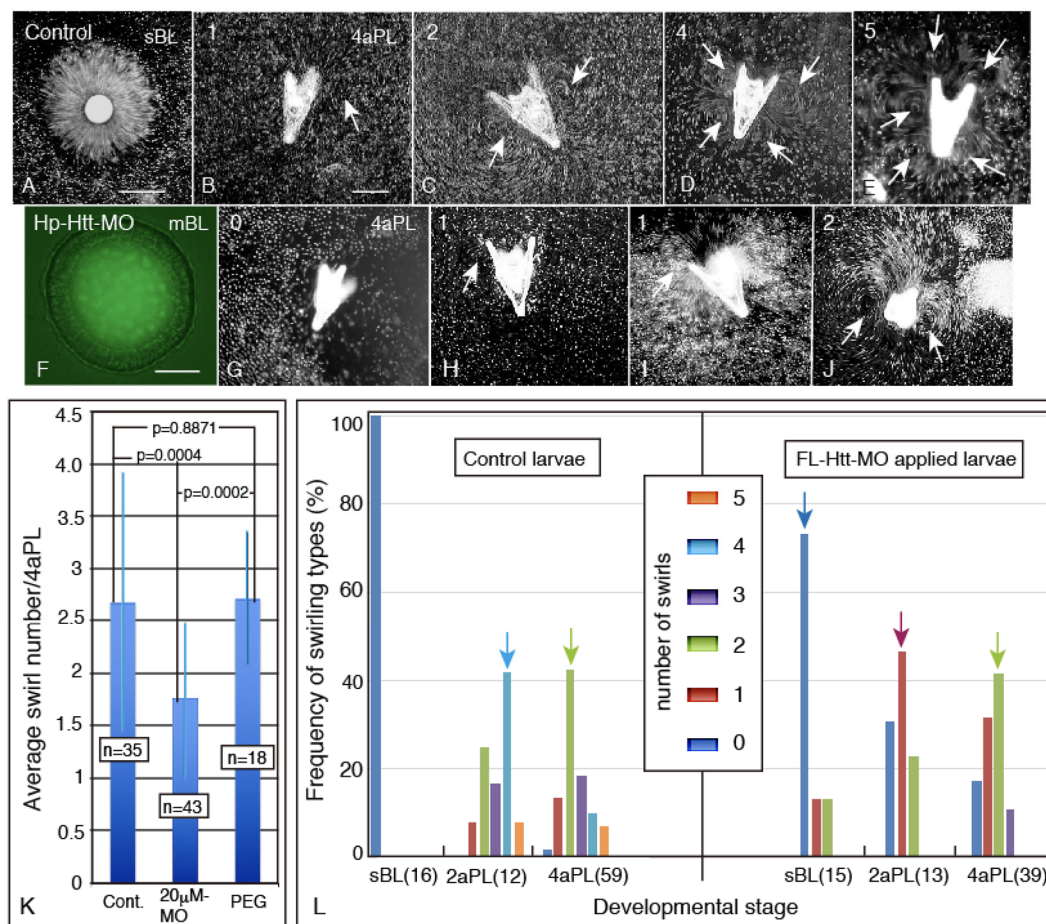 Control
sBL
A
1
4aPL
B
2
C
4
D
5
E
Hp-Htt-MO
mBL
F
0
4aPL
G
1
H
1
I
2
J
4.5
4.0
3.5
3
2.5
2
1.5
1
0.5
0
Average swirl number/4aPL
p=0.8871
p=0.0004
p=0.0002
n=35
n=43
n=18
Cont.
20μM-
MO
PEG
K
100
80
60
40
20
0
Frequency of swirling types (%)
Control larvae
FL-Htt-MO applied larvae
number of swirls
5
4
3
2
1
0
sBL(16)
2aPL(12)
4aPL(59)
sBL(15)
2aPL(13)
4aPL(39)
L
Developmental stage